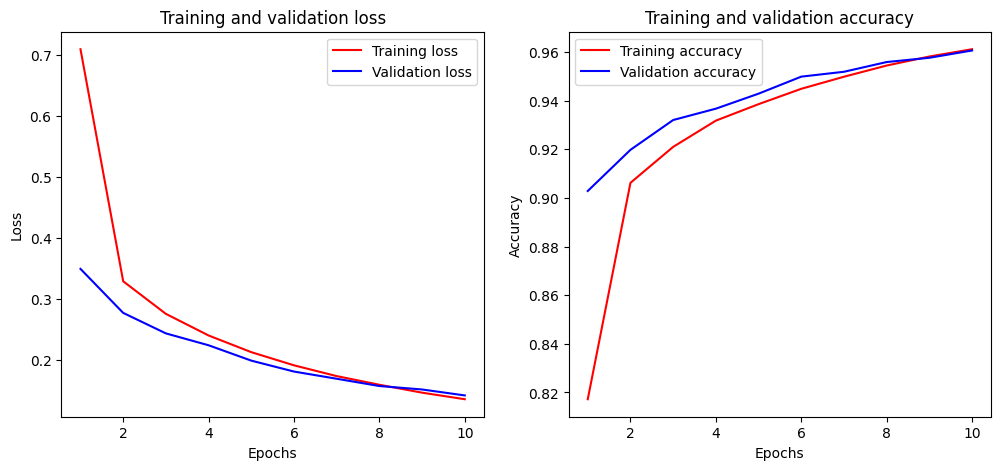 Training and validation loss
0.7
0.6
0.5
0.4
0.3
0.2
Loss
Training loss
Validation loss
2 4 6 8 10
Epochs
Training and validation accuracy
0.96
0.94
0.92
0.90
0.88
0.86
0.84
0.82
Accuracy
Training accuracy
Validation accuracy
2 4 6 8 10
Epochs